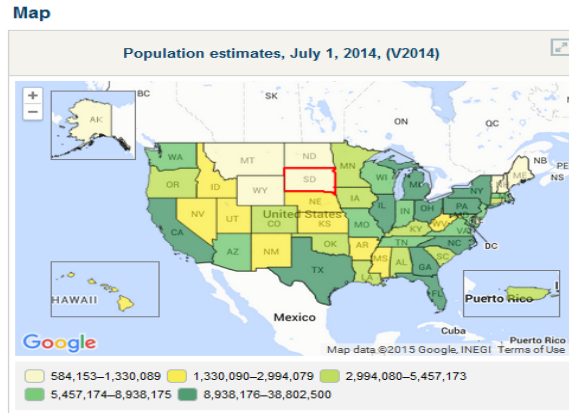 Map
Population estimates, July 1, 2014, (V2014)
+
−
BC
SK
ON
QC
NB
PE
NS
AK
WA
MT
ND
MN
OR
ID
WY
SD
WI
NV
UT
CO
NE
KS
IA
IL
IN
OH
PA
NY
ME
CA
AZ
NM
OK
AR
MO
KY
WV
VA
TN
NC
SC
TX
LA
MS
AL
GA
FL
DC
United States
HAWAII
Mexico
Cuba
Puerto Rico
Puerto Rico
Google
Map data ©2015 Google, INEGI Terms of Use
584,153–1,330,089 1,330,090–2,994,079 2,994,080–5,457,173
5,457,174–8,938,175 8,938,176–38,802,500